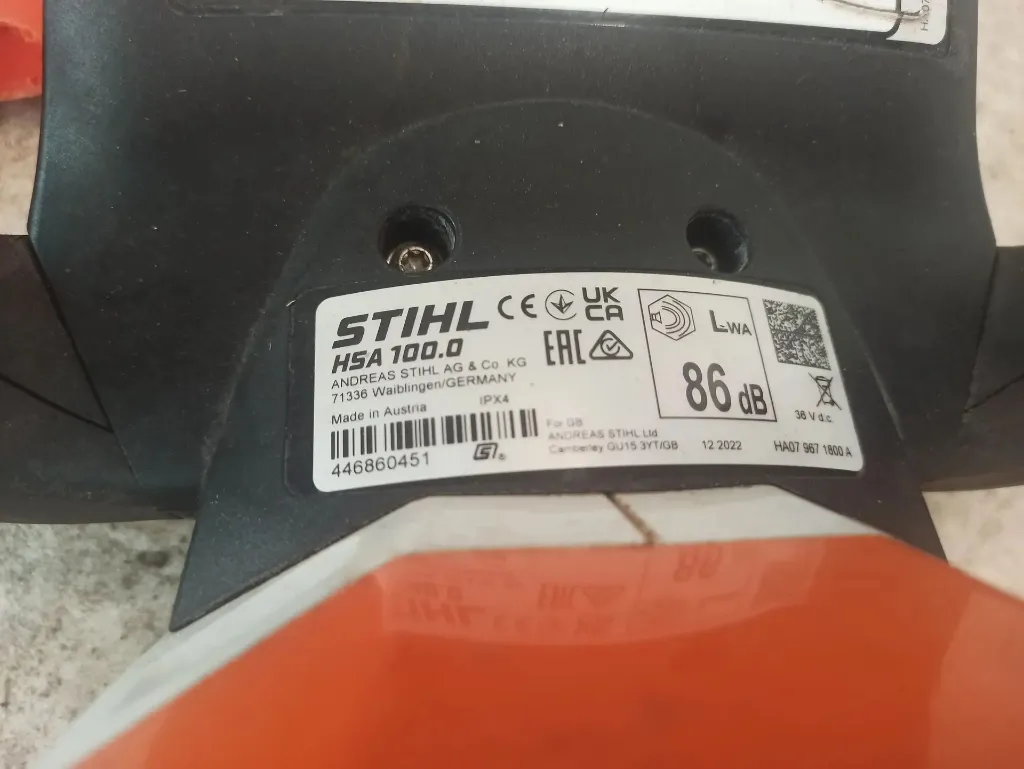 STIHL
HSA 100.0
ANDREAS STIHL AG & Co. KG
71336 Waiblingen/GERMANY
Made in Austria
IPX4
446860451
CE
UK
CA
EAC
For GB
ANDREAS STIHL Ltd
Camberley GU15 3YT/GB
LWA
86 dB
12.2022
36 V d.c.
HA07 967 1800 A
HA07